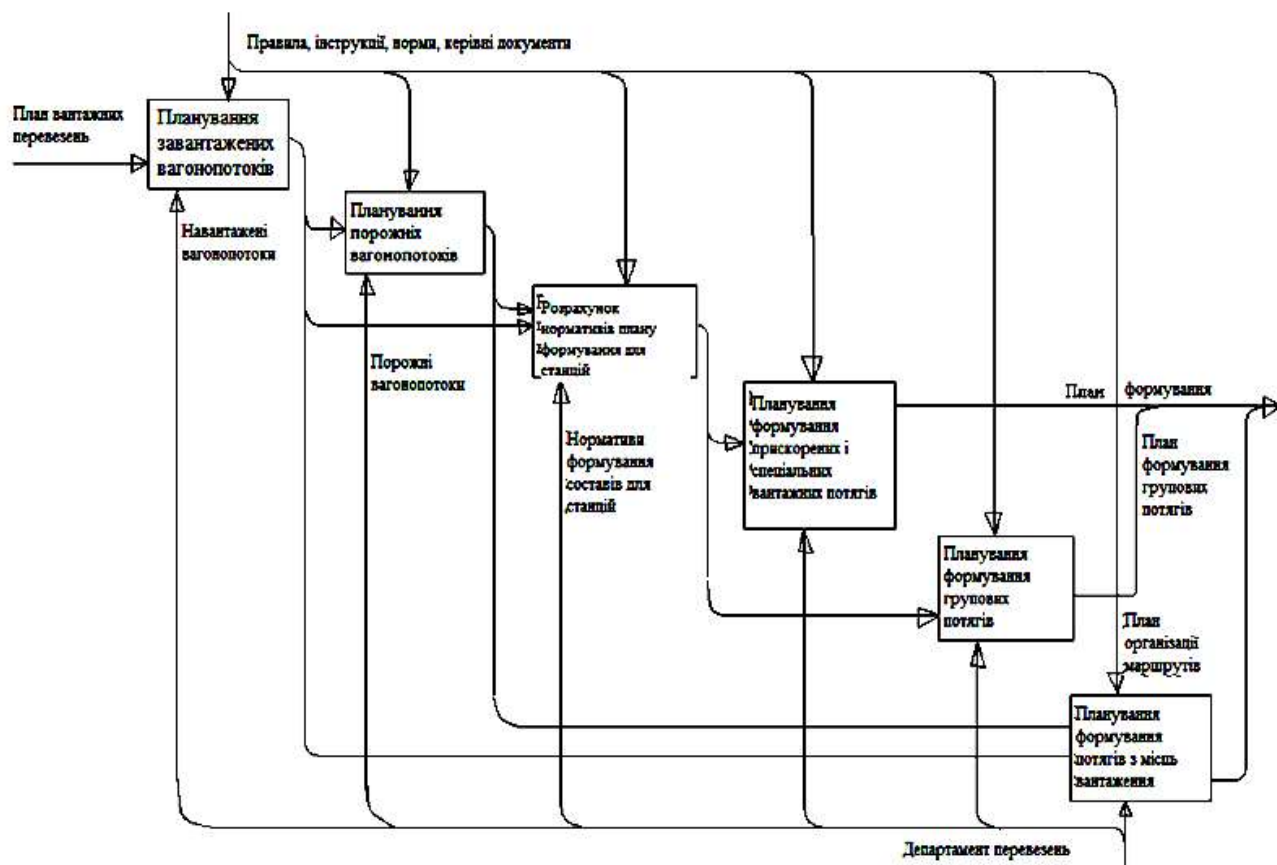 Правила, інструкції, норми, керівні документи
План вантажних
перевезень
Планування
завантажених
вагонопотоків
Навантажені
вагонопотоки
Планування
порожніх
вагонопотоків
Порожні
вагонопотоки
Розрахунок
нормативів плану
формування для
станцій
Нормативи
формування
составів для
станцій
Планування
формування
прискорених і
спеціальних
вантажних потягів
План формування
План
формування
групових
потягів
Планування
формування
групових
потягів
План
організації
маршрутів
Планування
формування
потягів з місць
вантаження
Департамент перевезень